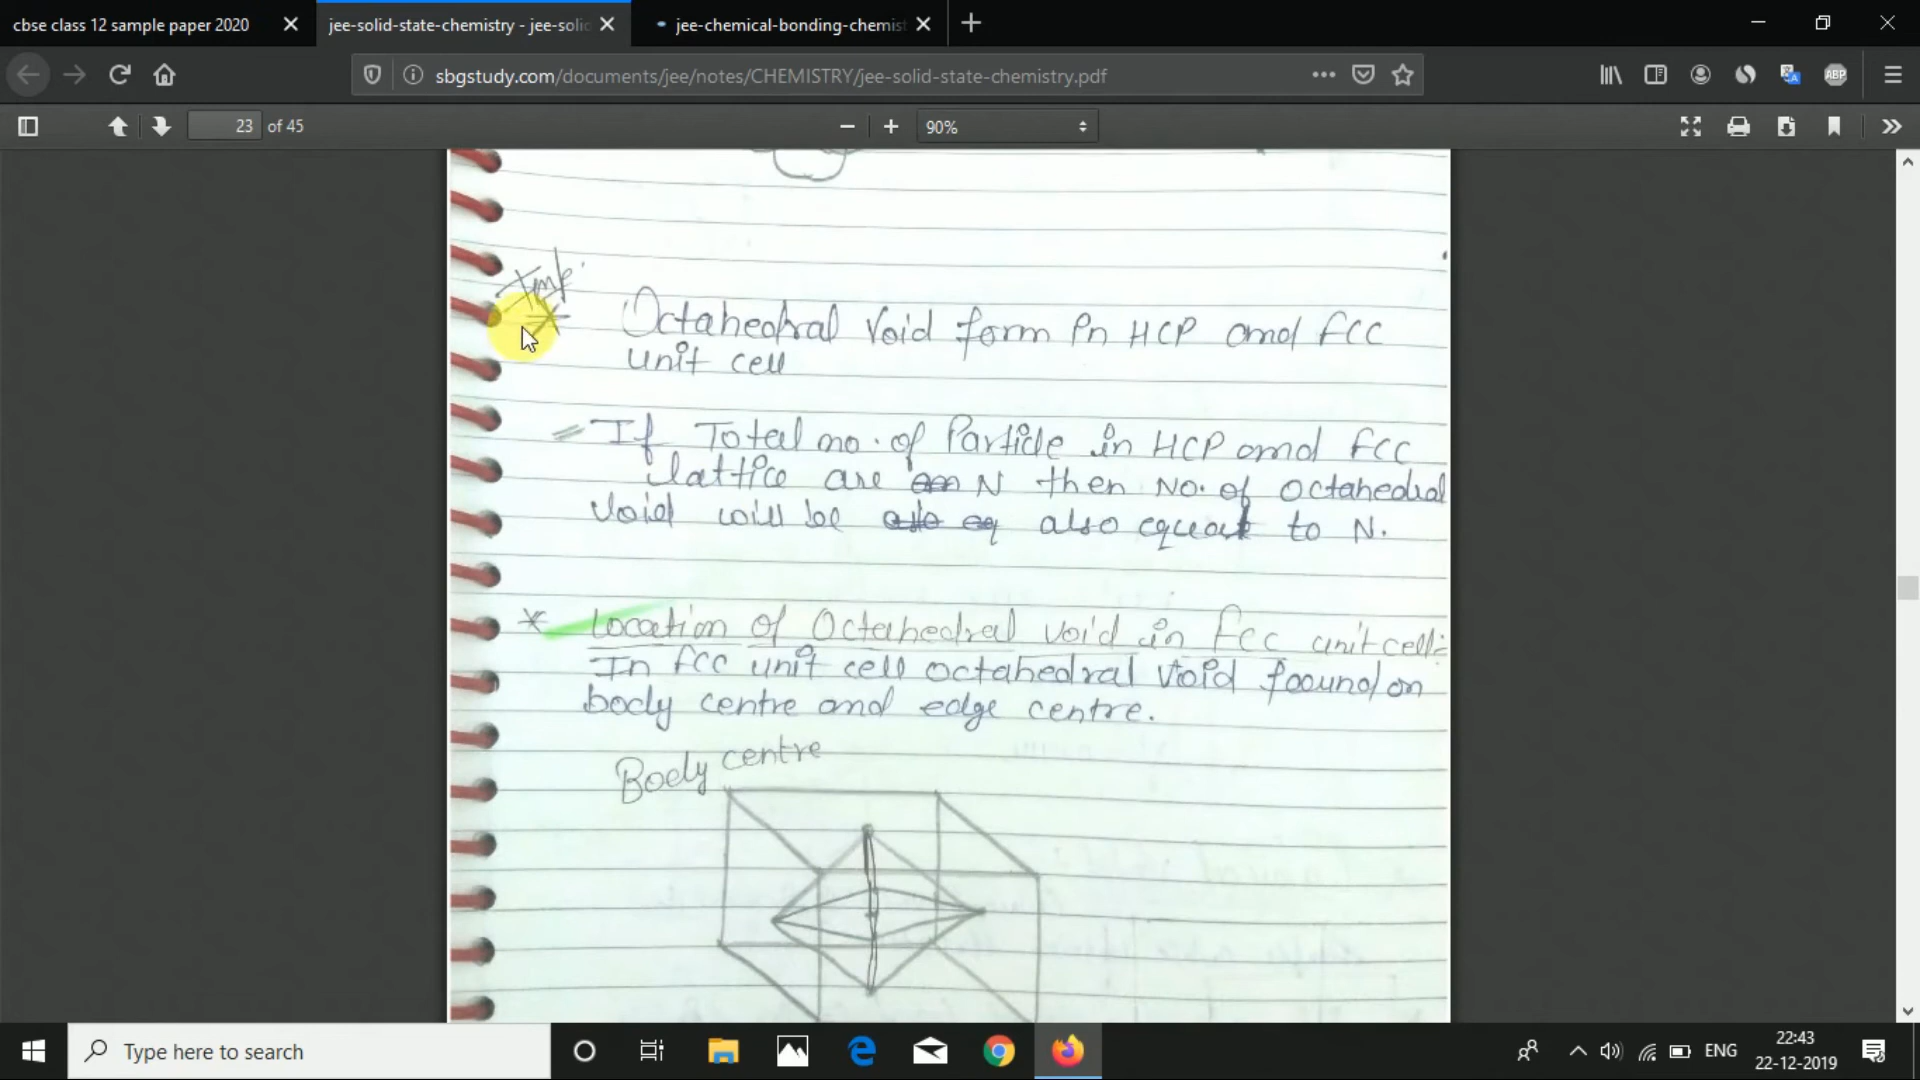 cbse class 12 sample paper 2020
jee-solid-state-chemistry - jee-solid
jee-chemical-bonding-chemist
sbgstudy.com/documents/jee/notes/CHEMISTRY/jee-solid-state-chemistry.pdf
ABP
23 of 45
90%
Imp.
Octahedral Void form in HCP and FCC
unit cell
If Total no. of Particle in HCP and FCC
lattice are N then No. of octahedral
Void will be also equal to N.
* Location of Octahedral void in Fcc unit cell:-
In fcc unit cell octahedral void foound on
body centre and edge centre.
Body centre
Type here to search
ENG
22:43
22-12-2019